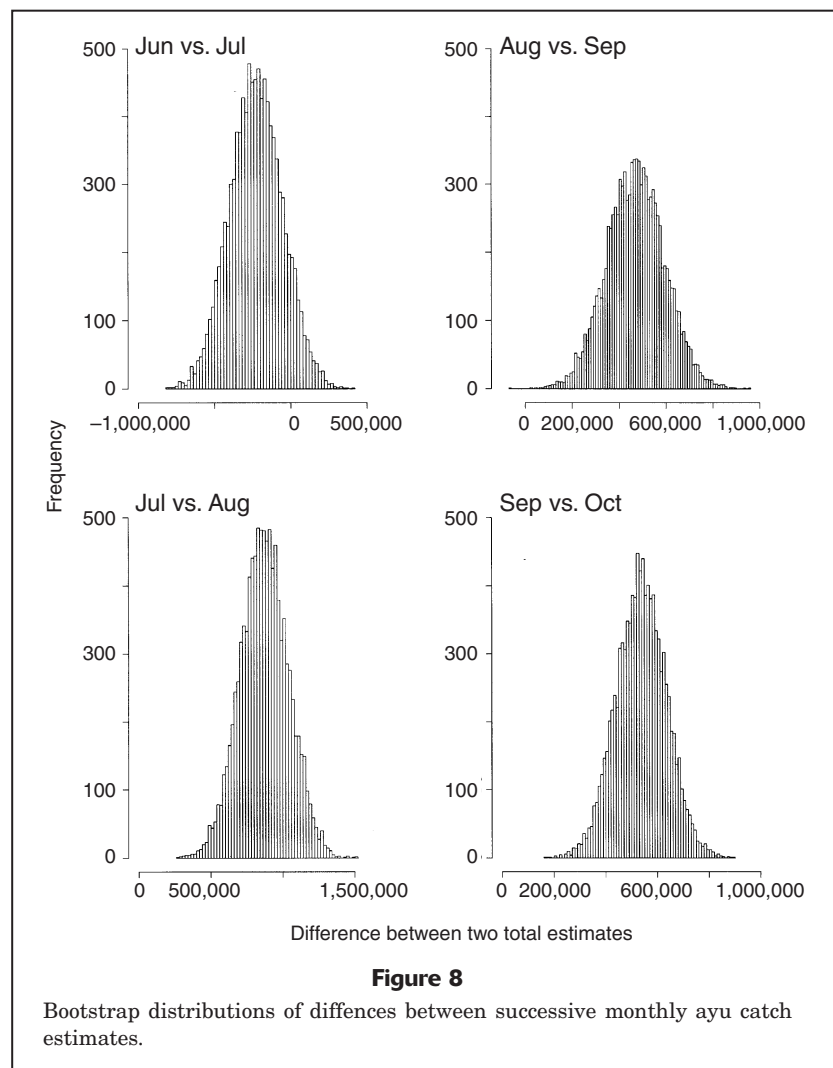 Jun vs. Jul
500
300
100
0
–1,000,000 0 500,000
Aug vs. Sep
500
300
100
0
0 200,000 600,000 1,000,000
Frequency
Jul vs. Aug
500
300
100
0
0 500,000 1,500,000
Sep vs. Oct
500
300
100
0
0 200,000 600,000 1,000,000
Difference between two total estimates
Figure 8
Bootstrap distributions of diffences between successive monthly ayu catch
estimates.